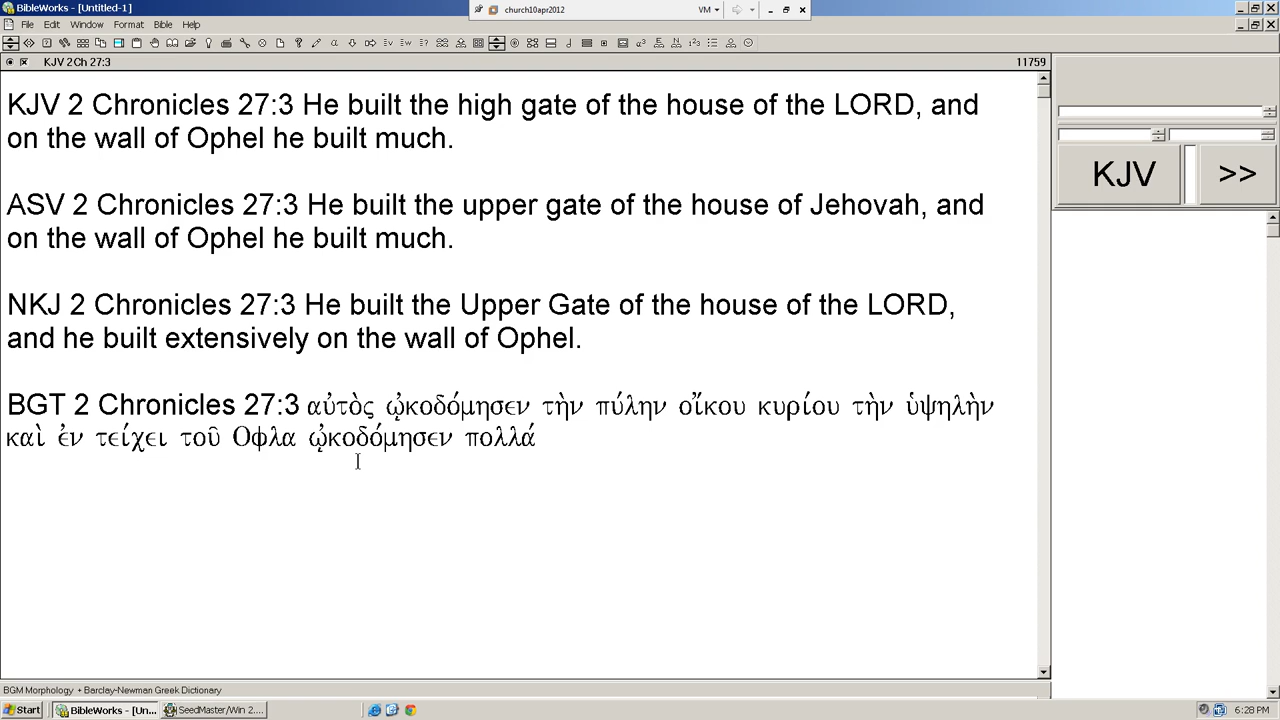 BibleWorks - [Untitled-1]
church10apr2012
VM
File Edit Window Format Bible Help
KJV 2Ch 27:3
11759
KJV 2 Chronicles 27:3 He built the high gate of the house of the LORD, and
on the wall of Ophel he built much.
ASV 2 Chronicles 27:3 He built the upper gate of the house of Jehovah, and
on the wall of Ophel he built much.
NKJ 2 Chronicles 27:3 He built the Upper Gate of the house of the LORD,
and he built extensively on the wall of Ophel.
BGT 2 Chronicles 27:3 αὐτὸς ᾠκοδόμησεν τὴν πύλην οἴκου κυρίου τὴν ὑψηλὴν
καὶ ἐν τείχει τοῦ Οφλα ᾠκοδόμησεν πολλά
KJV >>
BGM Morphology + Barclay-Newman Greek Dictionary
Start
BibleWorks - [Un...
SeedMaster/Win 2....
6:28 PM